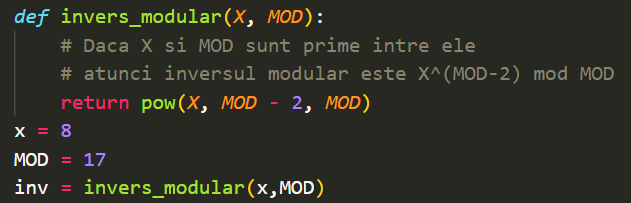 def invers_modular(X, MOD):
    # Daca X si MOD sunt prime intre ele
    # atunci inversul modular este X^(MOD-2) mod MOD
    return pow(X, MOD - 2, MOD)
x = 8
MOD = 17
inv = invers_modular(x,MOD)